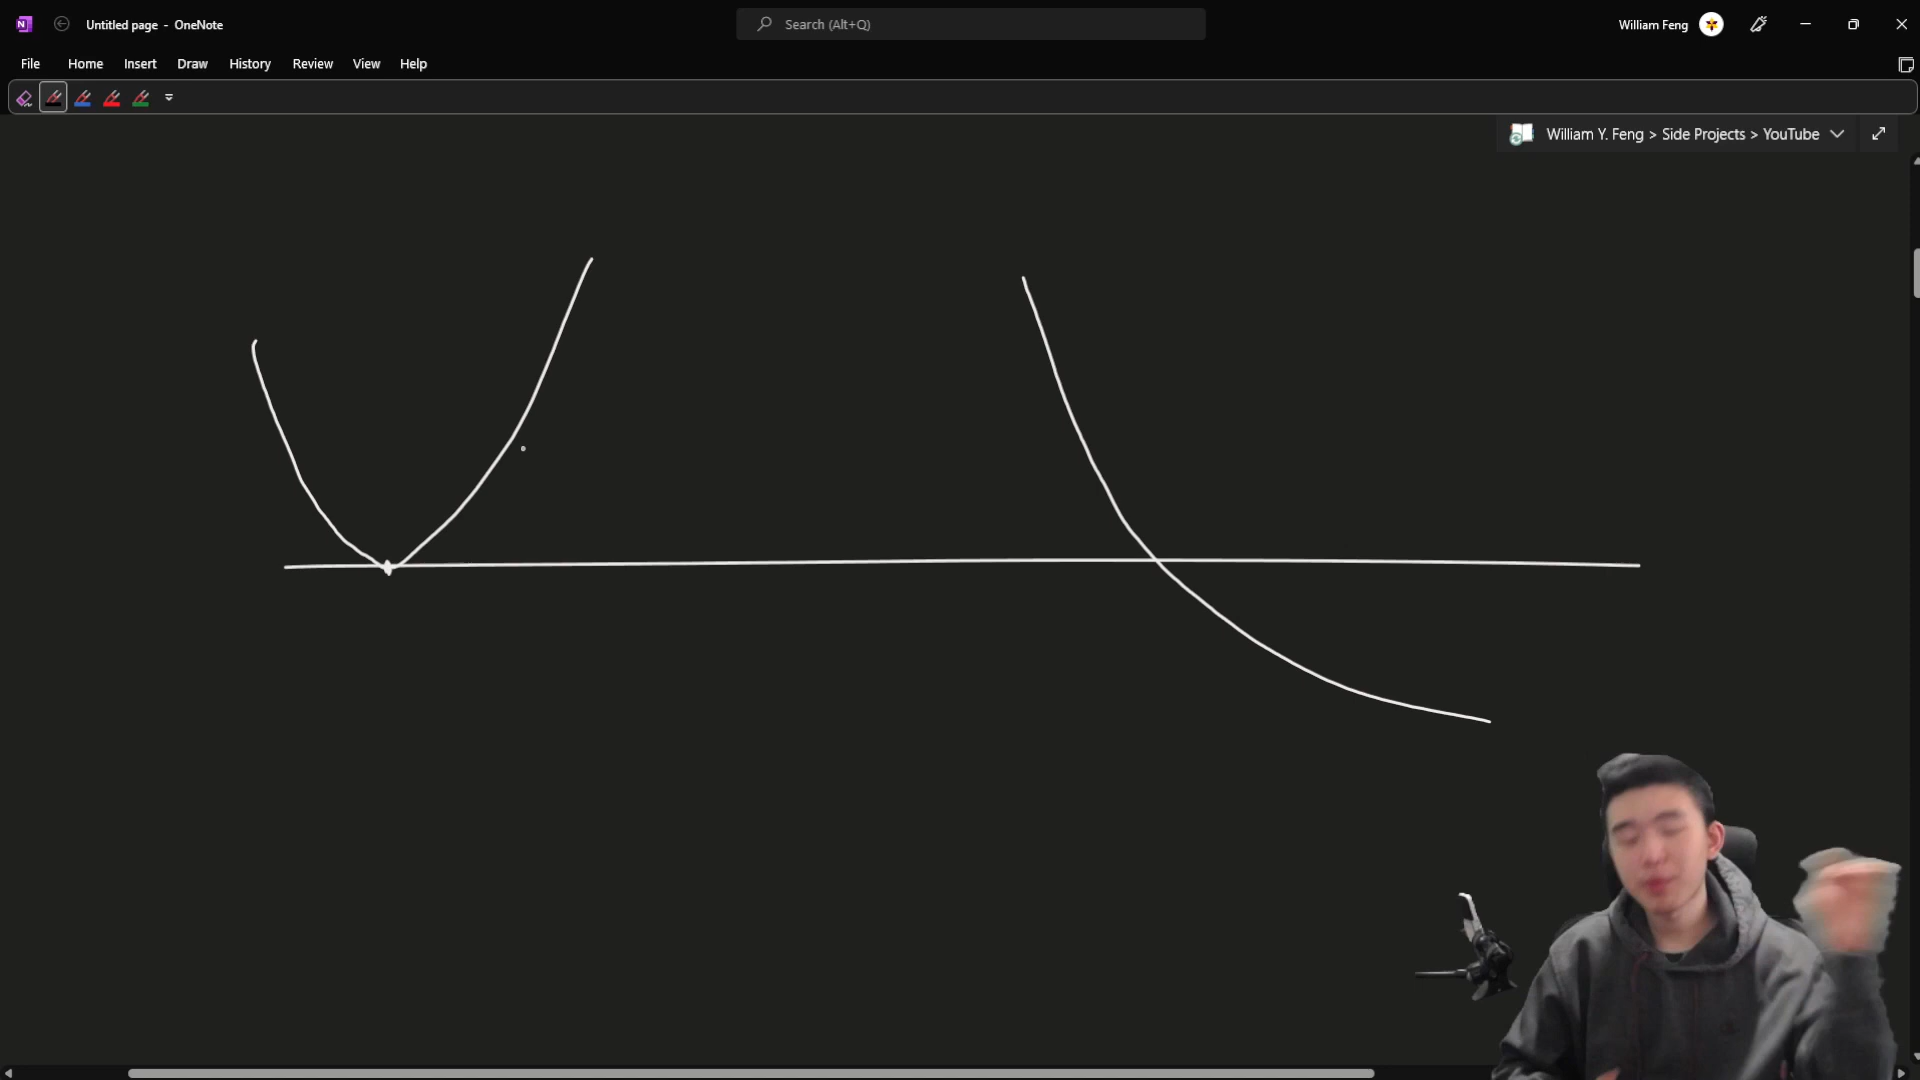 Untitled page - OneNote
Search (Alt+Q)
William Feng
File Home Insert Draw History Review View Help
William Y. Feng > Side Projects > YouTube